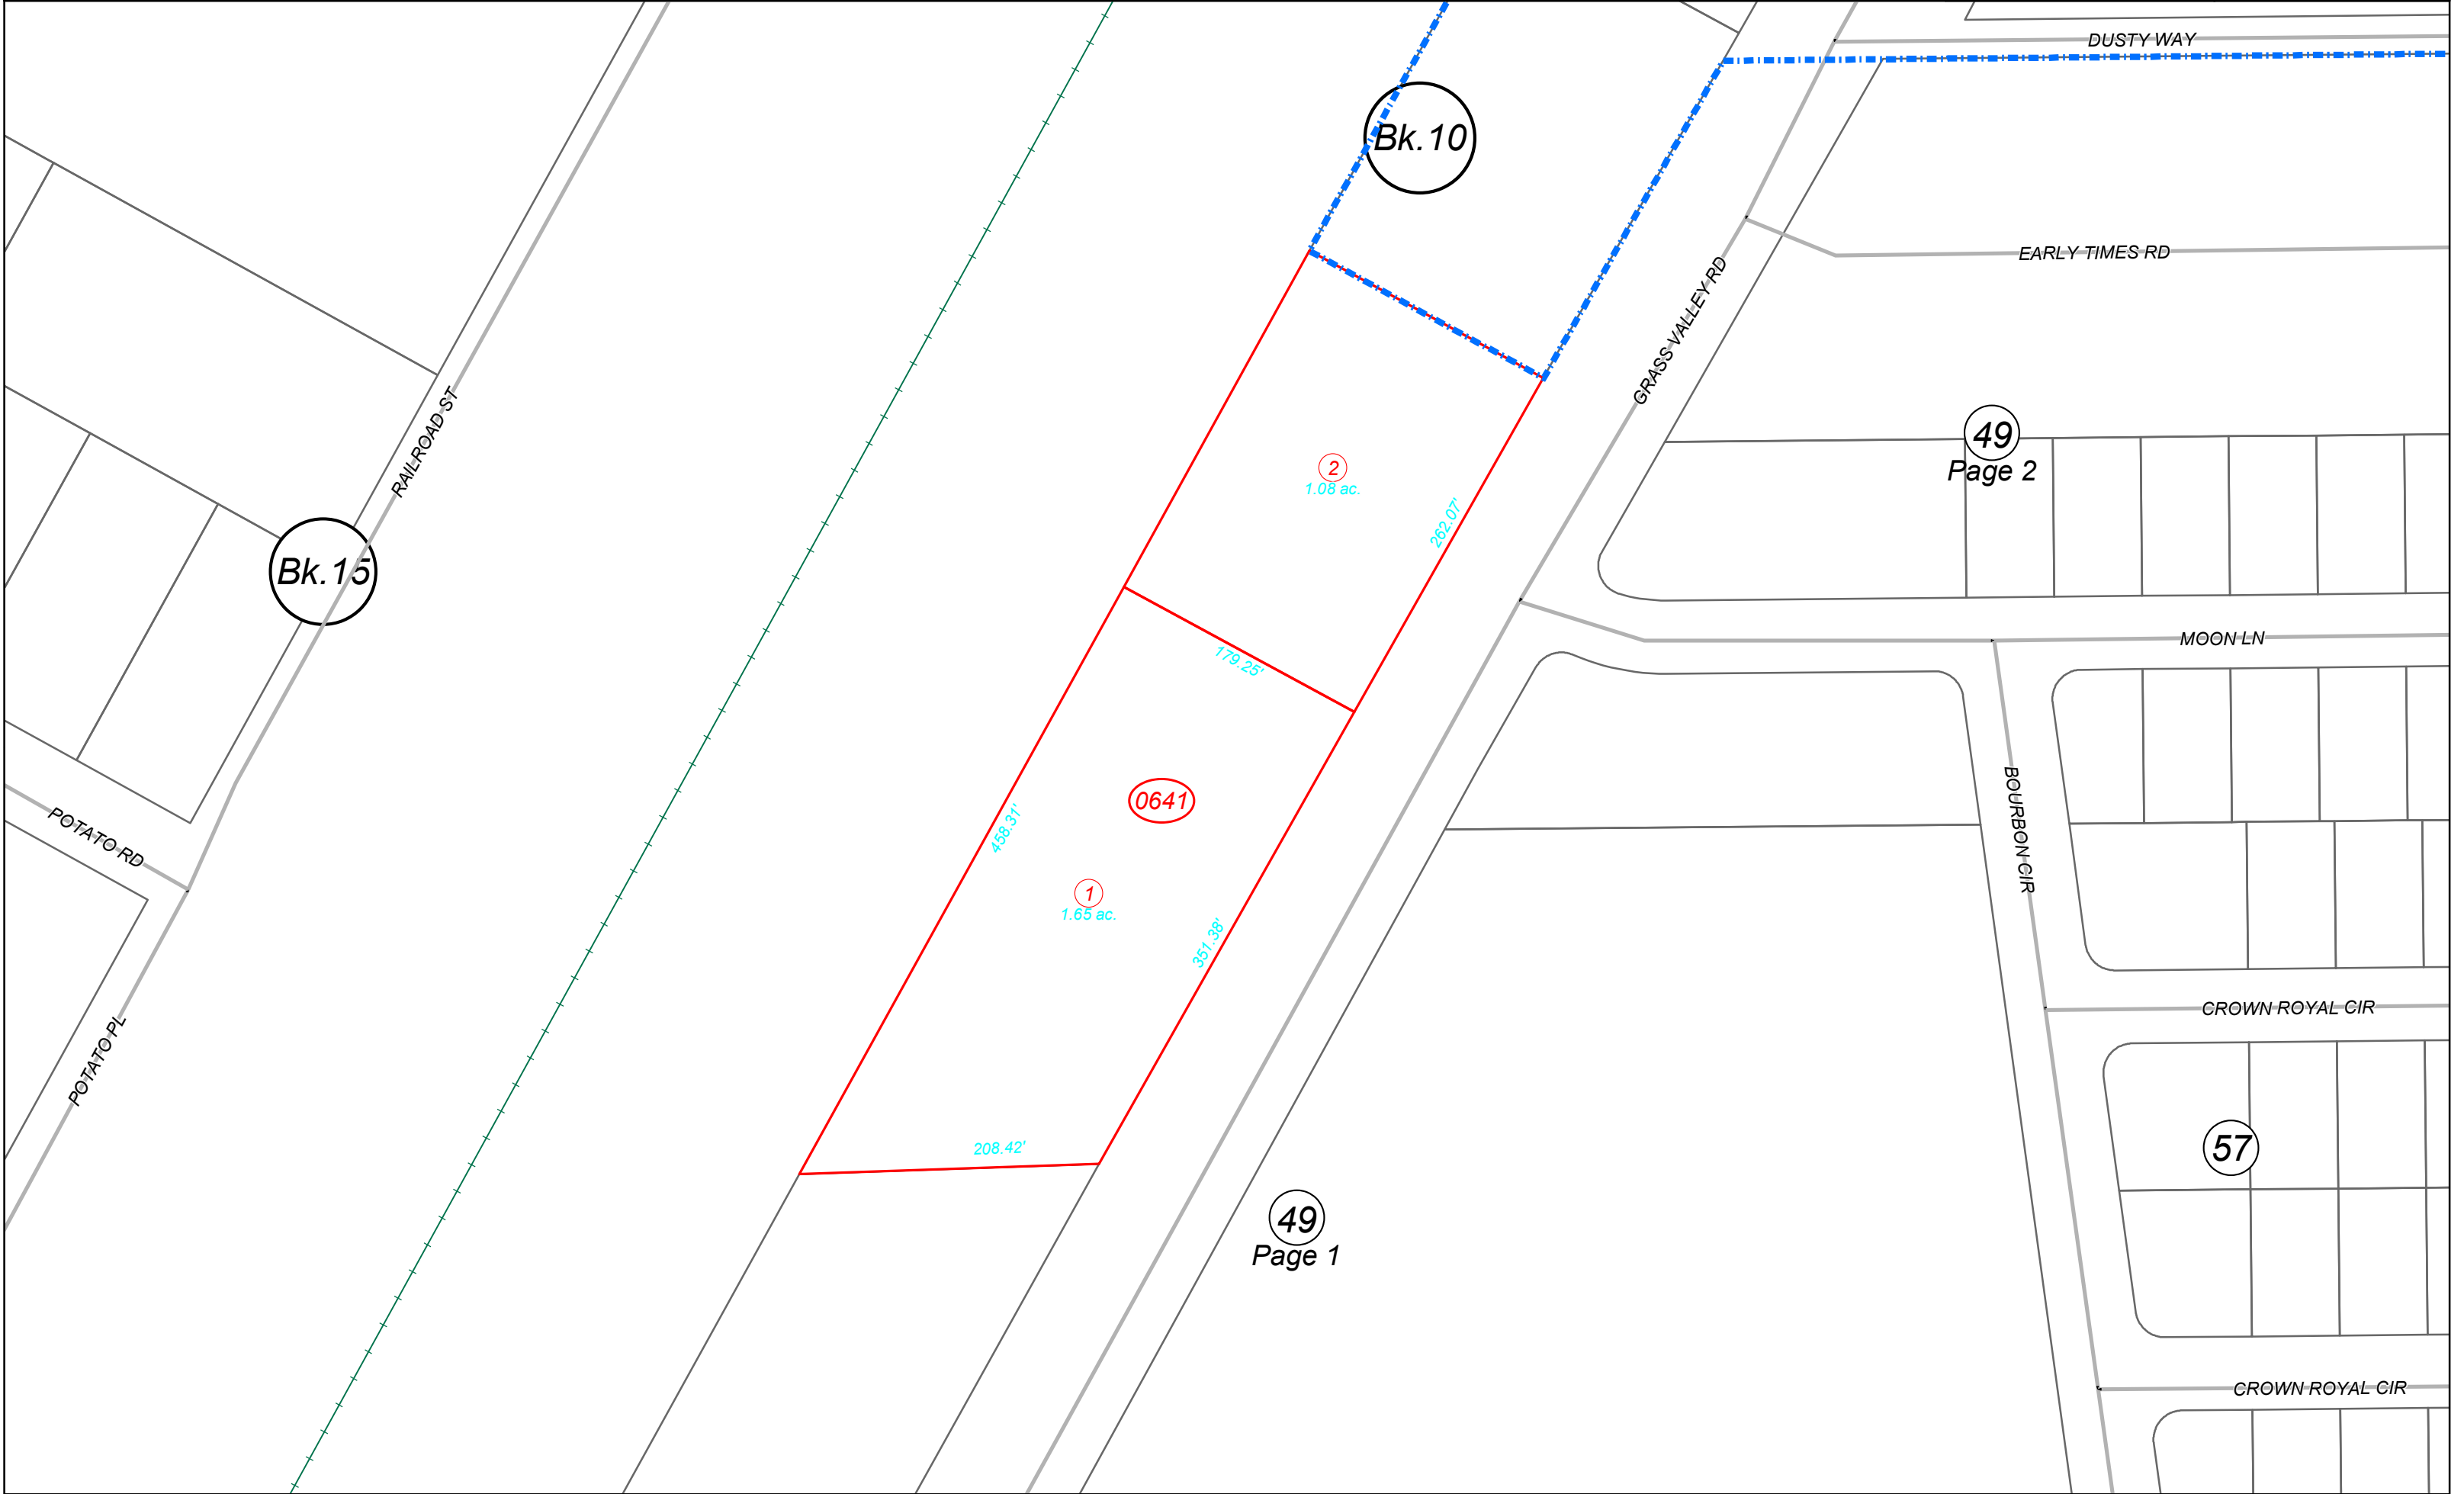 DUSTY WAY
Bk.10
EARLY TIMES RD
GRASS VALLEY RD
RAILROAD ST
49
Page 2
2
1.08 ac.
262.07'
Bk.15
MOON LN
179.25'
BOURBON CIR
0641
458.31'
POTATO RD
1
1.65 ac.
351.38'
CROWN ROYAL CIR
POTATO PL
208.42'
57
49
Page 1
CROWN ROYAL CIR